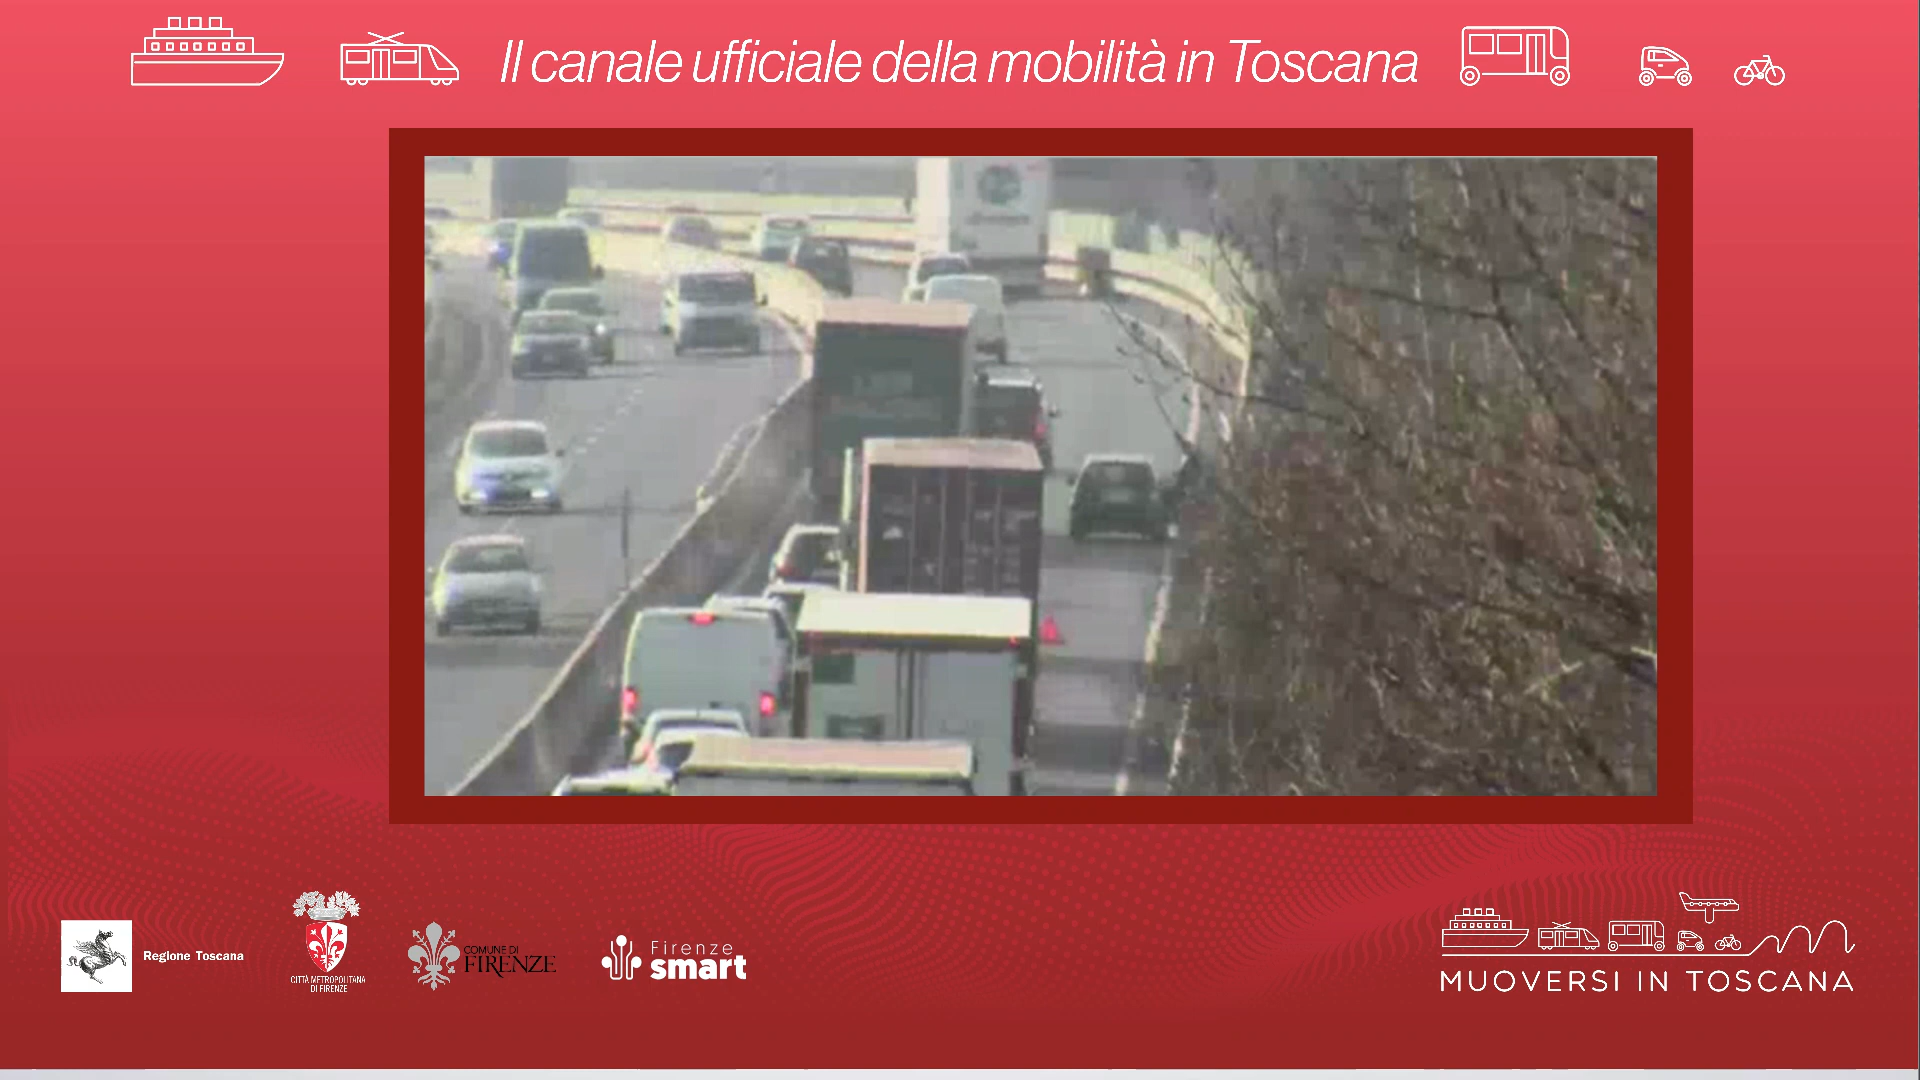 Il canale ufficiale della mobilità in Toscana
Regione Toscana
CITTÀ METROPOLITANA
DI FIRENZE
COMUNE DI
FIRENZE
Firenze
smart
MUOVERSI IN TOSCANA